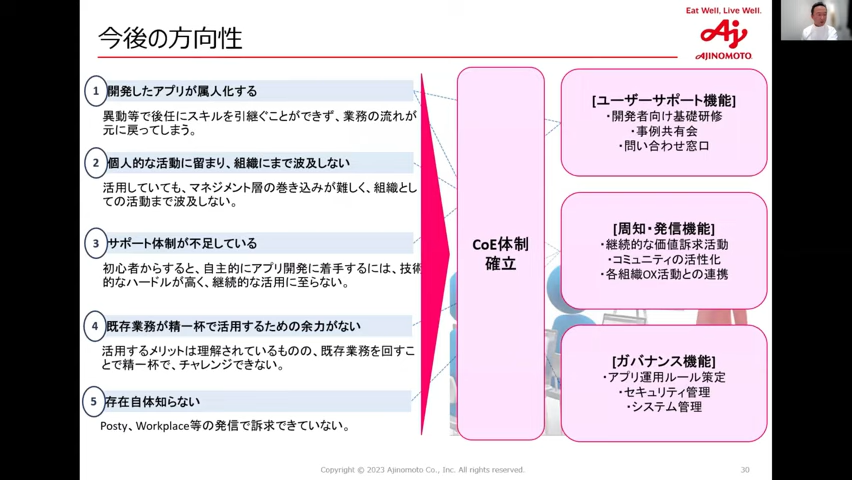 今後の方向性
Eat Well, Live Well.
AJINOMOTO
1 開発したアプリが属人化する
異動等で後任にスキルを引継ぐことができず、業務の流れが
元に戻ってしまう。
2 個人的な活動に留まり、組織にまで波及しない
活用していても、マネジメント層の巻き込みが難しく、組織とし
ての活動まで波及しない。
3 サポート体制が不足している
初心者からすると、自主的にアプリ開発に着手するには、技術
的なハードルが高く、継続的な活用に至らない。
4 既存業務が精一杯で活用するための余力がない
活用するメリットは理解されているものの、既存業務を回すこ
とで精一杯で、チャレンジできない。
5 存在自体知らない
Posty、Workplace等の発信で訴求できていない。
CoE体制
確立
[ユーザーサポート機能]
・開発者向け基礎研修
・事例共有会
・問い合わせ窓口
[周知・発信機能]
・継続的な価値訴求活動
・コミュニティの活性化
・各組織OX活動との連携
[ガバナンス機能]
・アプリ運用ルール策定
・セキュリティ管理
・システム管理
Copyright © 2023 Ajinomoto Co., Inc. All rights reserved.
30